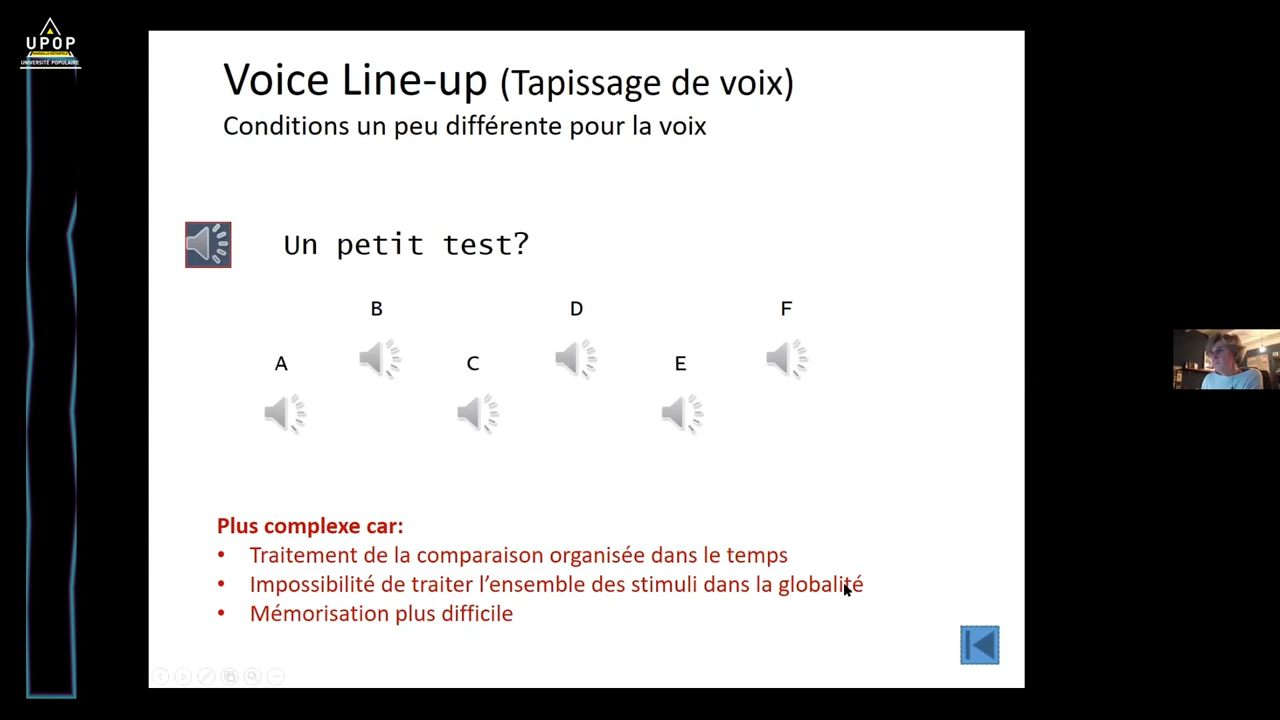 UPOP
UNIVERSITÉ POPULAIRE
Voice Line-up (Tapissage de voix)
Conditions un peu différente pour la voix
Un petit test?
B D F
A C E
Plus complexe car:
• Traitement de la comparaison organisée dans le temps
• Impossibilité de traiter l’ensemble des stimuli dans la globalité
• Mémorisation plus difficile